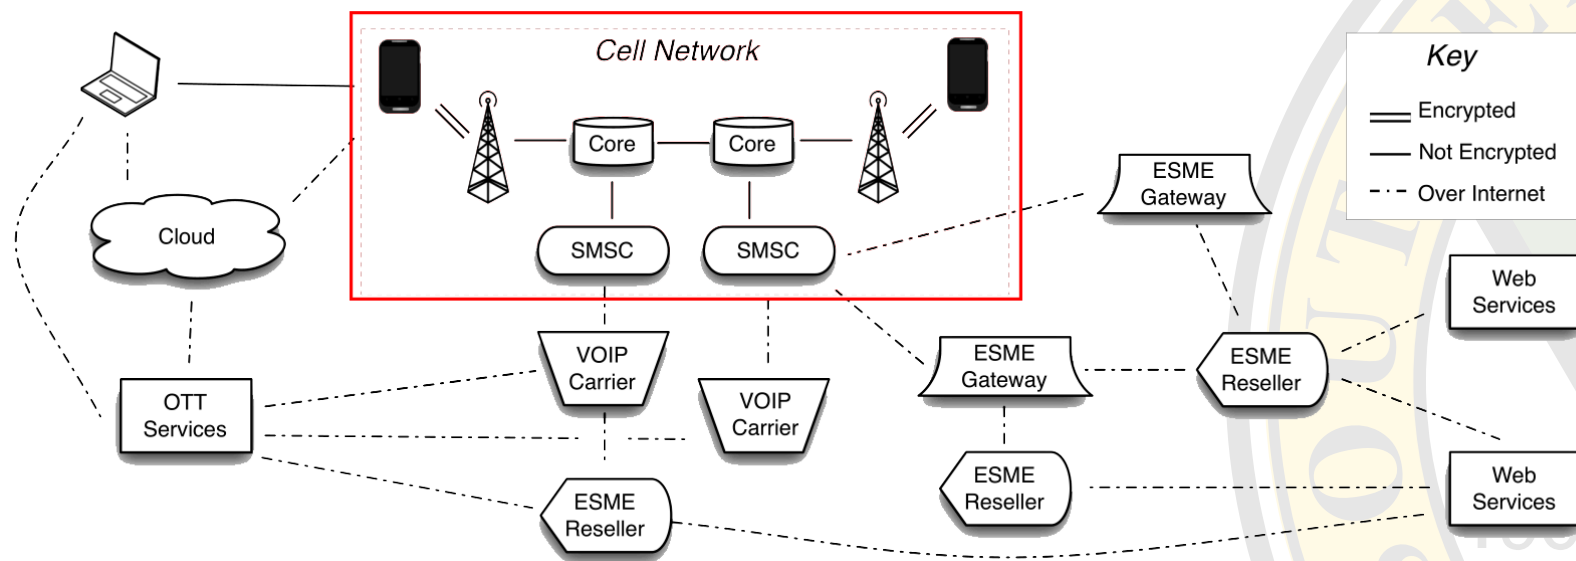 Cell Network
Key
Encrypted
Not Encrypted
Over Internet
Core
Core
ESME
Gateway
Cloud
SMSC
SMSC
Web
Services
VOIP
Carrier
ESME
Gateway
ESME
Reseller
OTT
Services
VOIP
Carrier
ESME
Reseller
Web
Services
ESME
Reseller